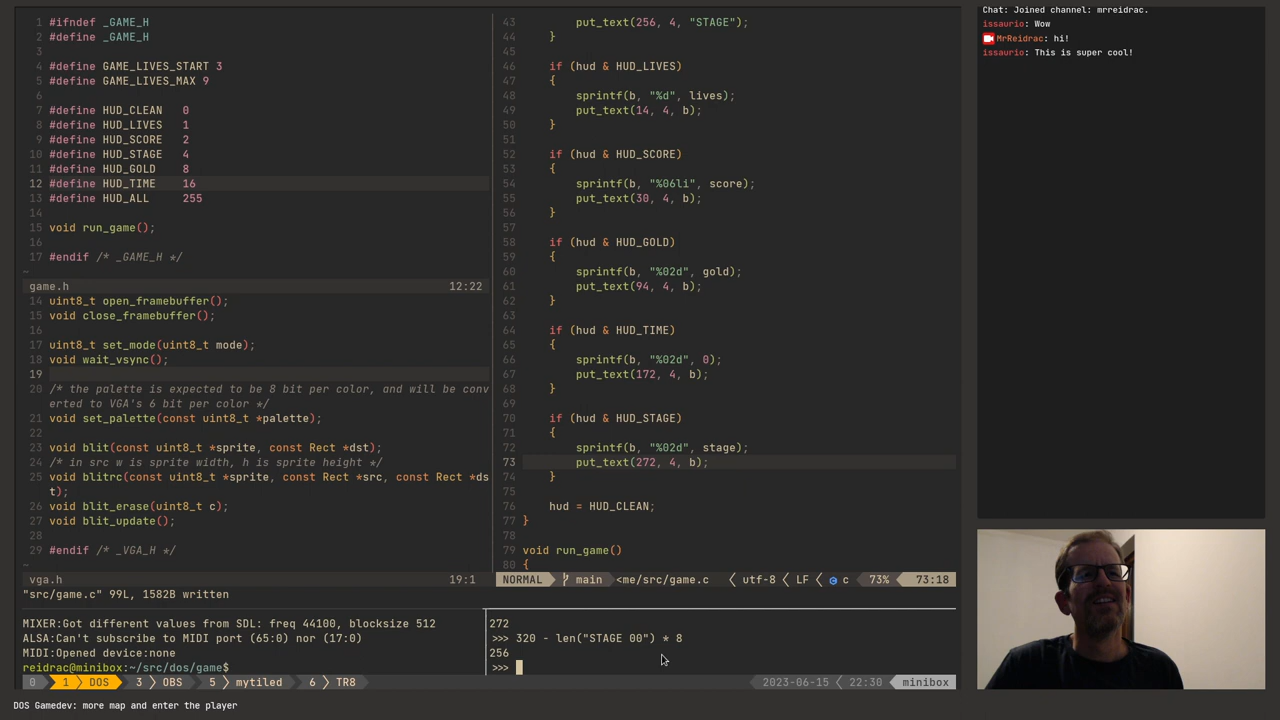 1 #ifndef _GAME_H
2 #define _GAME_H
3
4 #define GAME_LIVES_START 3
5 #define GAME_LIVES_MAX 9
6
7 #define HUD_CLEAN 0
8 #define HUD_LIVES 1
9 #define HUD_SCORE 2
10 #define HUD_STAGE 4
11 #define HUD_GOLD 8
12 #define HUD_TIME 16
13 #define HUD_ALL 255
14
15 void run_game();
16
17 #endif /* _GAME_H */
~
game.h 12:22
14 uint8_t open_framebuffer();
15 void close_framebuffer();
16
17 uint8_t set_mode(uint8_t mode);
18 void wait_vsync();
19
20 /* the palette is expected to be 8 bit per color, and will be conv
erted to VGA's 6 bit per color */
21 void set_palette(const uint8_t *palette);
22
23 void blit(const uint8_t *sprite, const Rect *dst);
24 /* in src w is sprite width, h is sprite height */
25 void blitrc(const uint8_t *sprite, const Rect *src, const Rect *ds
t);
26 void blit_erase(uint8_t c);
27 void blit_update();
28
29 #endif /* _VGA_H */
~
vga.h 19:1
"src/game.c" 99L, 1582B written
43 put_text(256, 4, "STAGE");
44 }
45
46 if (hud & HUD_LIVES)
47 {
48 sprintf(b, "%d", lives);
49 put_text(14, 4, b);
50 }
51
52 if (hud & HUD_SCORE)
53 {
54 sprintf(b, "%06li", score);
55 put_text(30, 4, b);
56 }
57
58 if (hud & HUD_GOLD)
59 {
60 sprintf(b, "%02d", gold);
61 put_text(94, 4, b);
62 }
63
64 if (hud & HUD_TIME)
65 {
66 sprintf(b, "%02d", 0);
67 put_text(172, 4, b);
68 }
69
70 if (hud & HUD_STAGE)
71 {
72 sprintf(b, "%02d", stage);
73 put_text(272, 4, b);
74 }
75
76 hud = HUD_CLEAN;
77 }
78
79 void run_game()
80 {
NORMAL main <me/src/game.c utf-8 LF c 73% 73:18
MIXER:Got different values from SDL: freq 44100, blocksize 512
ALSA:Can't subscribe to MIDI port (65:0) nor (17:0)
MIDI:Opened device:none
reidrac@minibox:~/src/dos/game$
272
>>> 320 - len("STAGE 00") * 8
256
>>>
0 1 DOS 3 OBS 5 mytiled 6 TR8 2023-06-15 22:30 minibox
DOS Gamedev: more map and enter the player
Chat: Joined channel: mrreidrac.
issaurio: Wow
MrReidrac: hi!
issaurio: This is super cool!